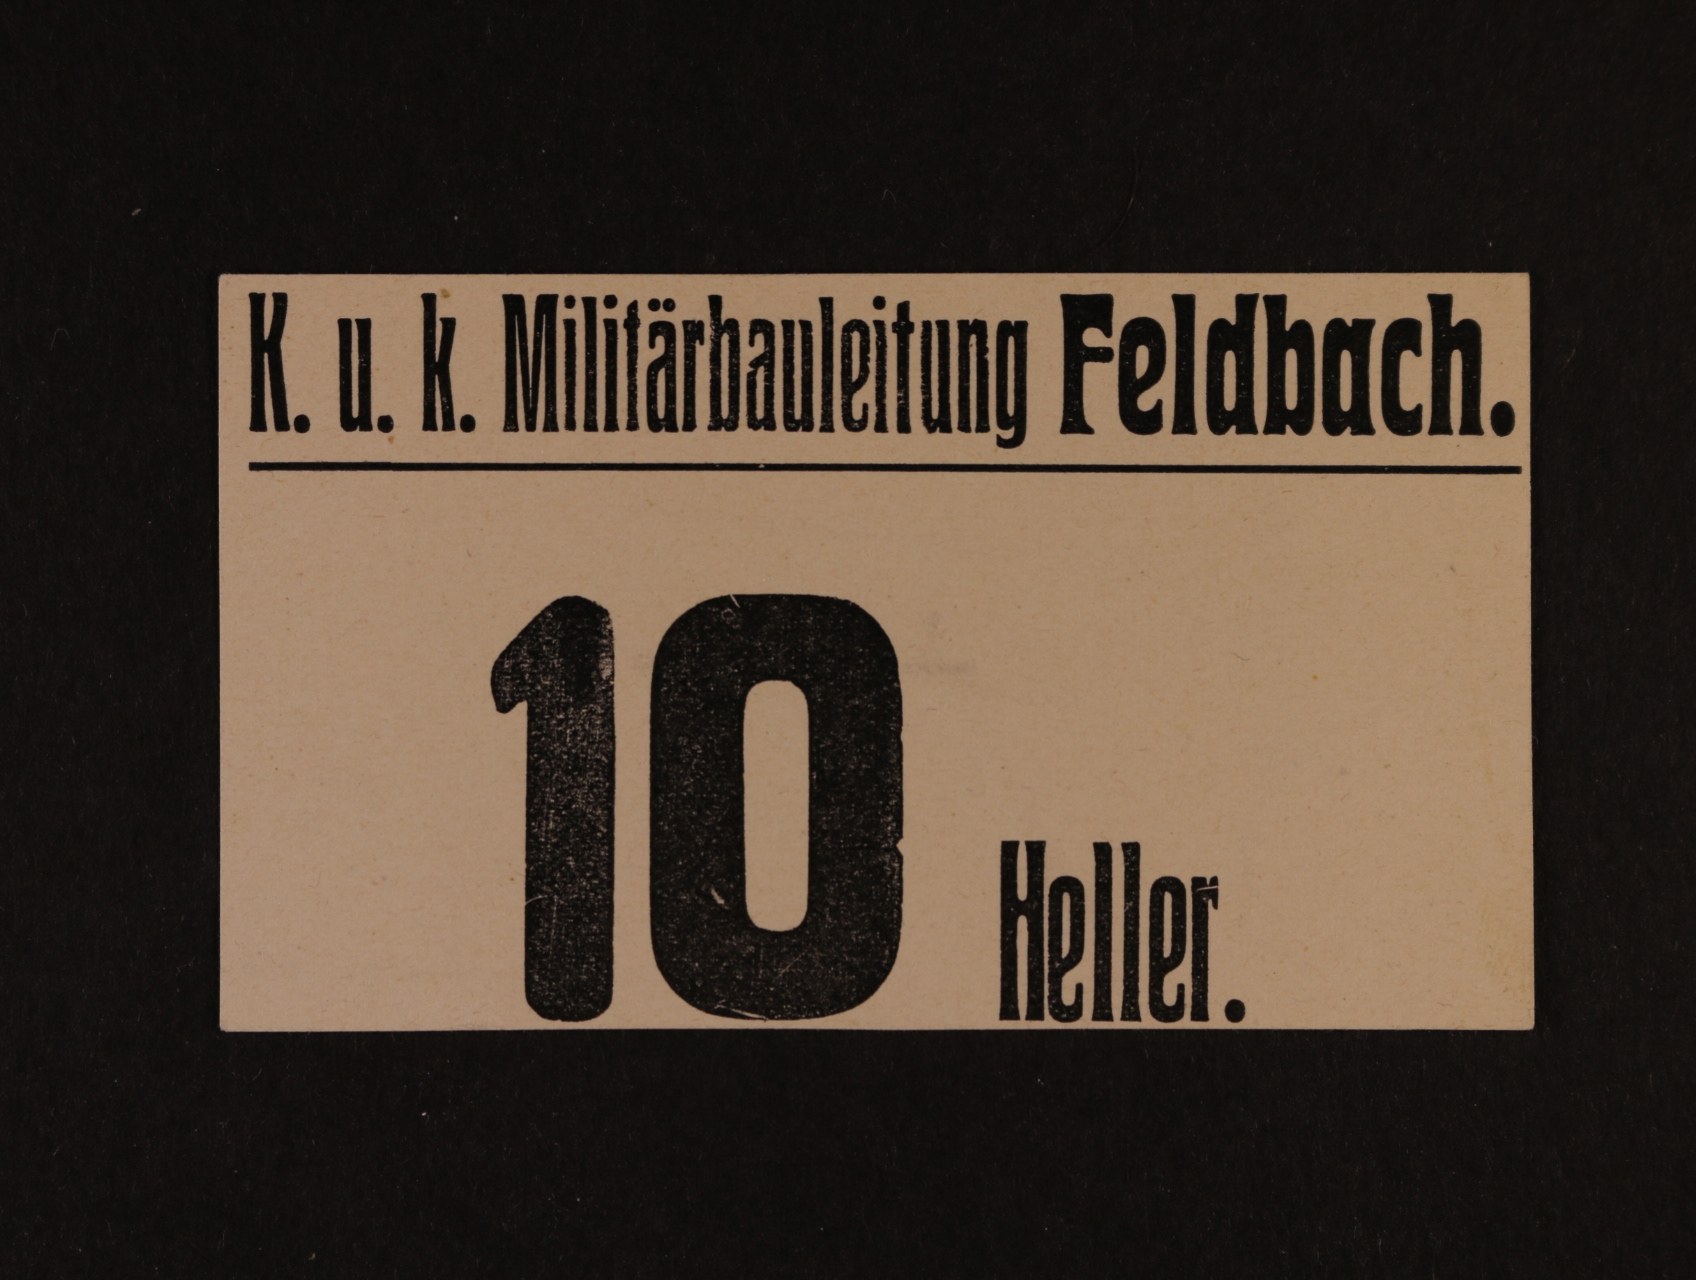 K. u. k. Militärbauleitung Feldbach.
10 Heller.